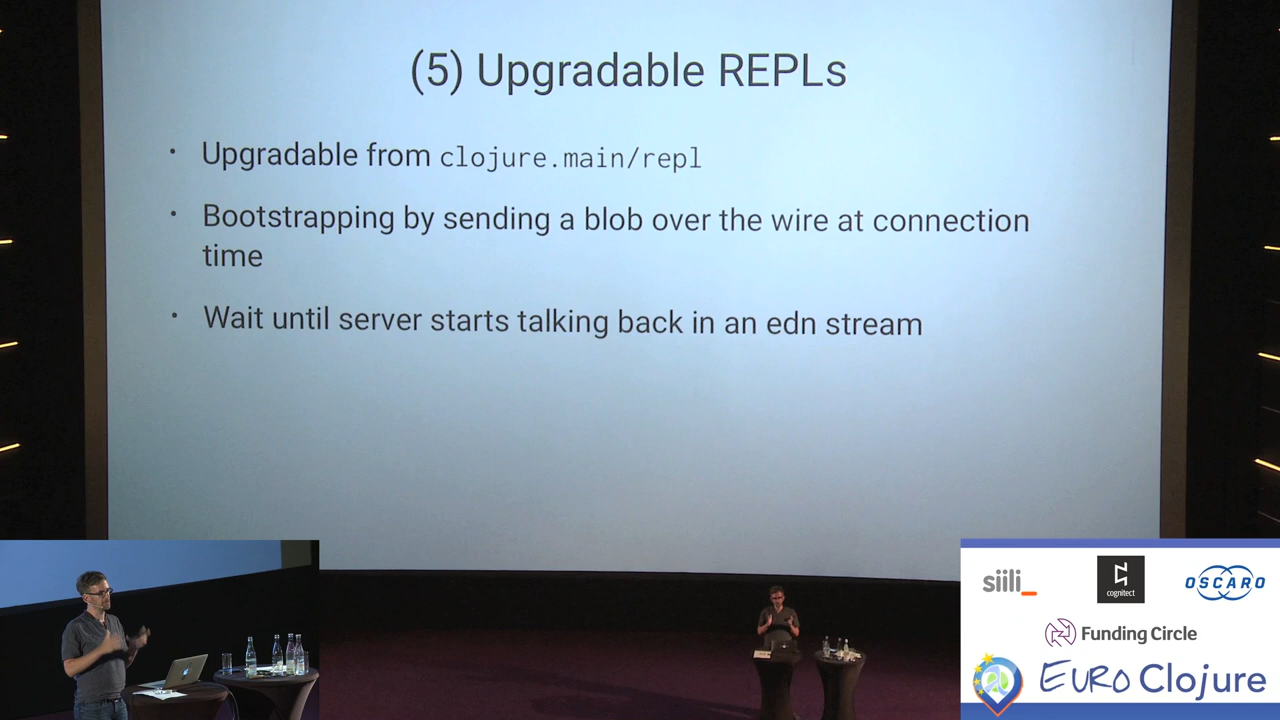 (5) Upgradable REPLs
• Upgradable from clojure.main/repl
• Bootstrapping by sending a blob over the wire at connection
time
• Wait until server starts talking back in an edn stream
siili_
cognitect
OSCARO
Funding Circle
EURO Clojure